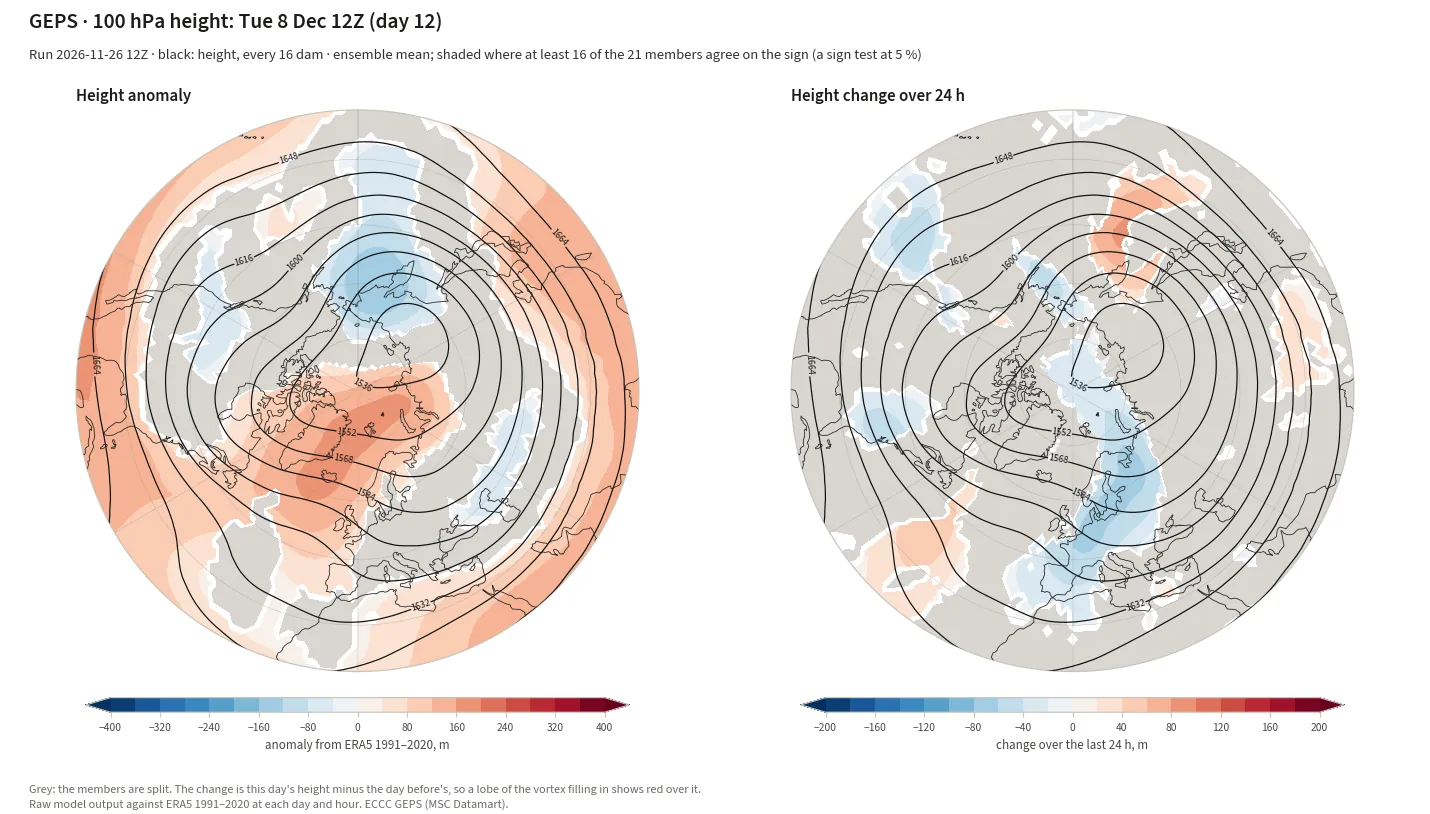 GEPS · 100 hPa height: Tue 8 Dec 12Z (day 12)
Run 2026-11-26 12Z · black: height, every 16 dam · ensemble mean; shaded where at least 16 of the 21 members agree on the sign (a sign test at 5 %)
Height anomaly
Height change over 24 h
1648
1664
1616
1600
1664
1536
1552
1568
1584
1632
1648
1664
1616
1600
1664
1536
1552
1568
1584
1632
−400 −320 −240 −160 −80 0 80 160 240 320 400
anomaly from ERA5 1991–2020, m
−200 −160 −120 −80 −40 0 40 80 120 160 200
change over the last 24 h, m
Grey: the members are split. The change is this day's height minus the day before's, so a lobe of the vortex filling in shows red over it.
Raw model output against ERA5 1991–2020 at each day and hour. ECCC GEPS (MSC Datamart).